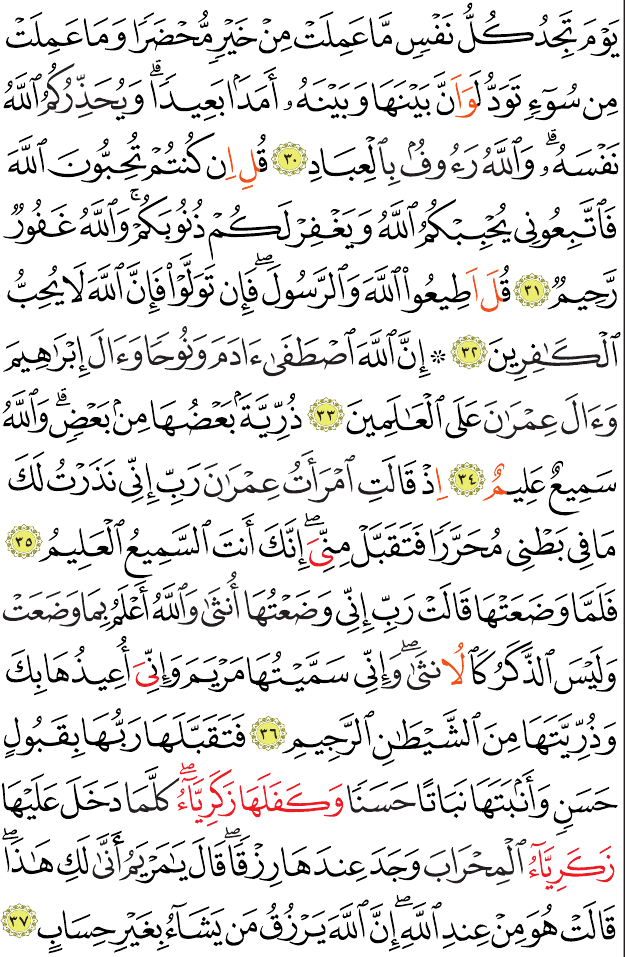 يَوْمَ تَجِدُ كُلُّ نَفْسٍ مَّا عَمِلَتْ مِنْ خَيْرٍ مُّحْضَرًا وَمَا عَمِلَتْ
مِن سُوٓءٍ تَوَدُّ لَوَ اَنَّ بَيْنَهَا وَبَيْنَهُۥٓ أَمَدَۢا بَعِيدًاۗ وَيُحَذِّرُكُمُ ٱللَّهُ
نَفْسَهُۥۗ وَٱللَّهُ رَءُوفُۢ بِٱلْعِبَادِ ٣٠ قُلِ اِن كُنتُمْ تُحِبُّونَ ٱللَّهَ
فَٱتَّبِعُونِي يُحْبِبْكُمُ ٱللَّهُ وَيَغْفِرْ لَكُمْ ذُنُوبَكُمْۚ وَٱللَّهُ غَفُورٌ
رَّحِيمٌ ٣١ قُلَ اَطِيعُواْ ٱللَّهَ وَٱلرَّسُولَۖ فَإِن تَوَلَّوْاْ فَإِنَّ ٱللَّهَ لَا يُحِبُّ
ٱلْكَٰفِرِينَ ٣٢ ۞ إِنَّ ٱللَّهَ ٱصْطَفَىٰ ءَادَمَ وَنُوحًا وَءَالَ إِبْرَٰهِيمَ
وَءَالَ عِمْرَٰنَ عَلَى ٱلْعَٰلَمِينَ ٣٣ ذُرِّيَّةَۢ بَعْضُهَا مِنۢ بَعْضٍۗ وَٱللَّهُ
سَمِيعٌ عَلِيمٌ ٣٤ اِذْ قَالَتِ ٱمْرَأَتُ عِمْرَٰنَ رَبِّ إِنِّي نَذَرْتُ لَكَ
مَا فِي بَطْنِي مُحَرَّرًا فَتَقَبَّلْ مِنِّيَۖ إِنَّكَ أَنتَ ٱلسَّمِيعُ ٱلْعَلِيمُ ٣٥
فَلَمَّا وَضَعَتْهَا قَالَتْ رَبِّ إِنِّي وَضَعْتُهَا أُنثَىٰ وَٱللَّهُ أَعْلَمُ بِمَا وَضَعَتْ
وَلَيْسَ ٱلذَّكَرُ كَٱلُانثَىٰۖ وَإِنِّي سَمَّيْتُهَا مَرْيَمَ وَإِنِّيَ أُعِيذُهَا بِكَ
وَذُرِّيَّتَهَا مِنَ ٱلشَّيْطَٰنِ ٱلرَّجِيمِ ٣٦ فَتَقَبَّلَهَا رَبُّهَا بِقَبُولٍ
حَسَنٍ وَأَنۢبَتَهَا نَبَاتًا حَسَنًا وَكَفَلَهَا زَكَرِيَّآءُۖ كُلَّمَا دَخَلَ عَلَيْهَا
زَكَرِيَّآءُ ٱلْمِحْرَابَ وَجَدَ عِندَهَا رِزْقًاۖ قَالَ يَٰمَرْيَمُ أَنَّىٰ لَكِ هَٰذَاۖ
قَالَتْ هُوَ مِنْ عِندِ ٱللَّهِۖ إِنَّ ٱللَّهَ يَرْزُقُ مَن يَشَآءُ بِغَيْرِ حِسَابٍ ٣٧